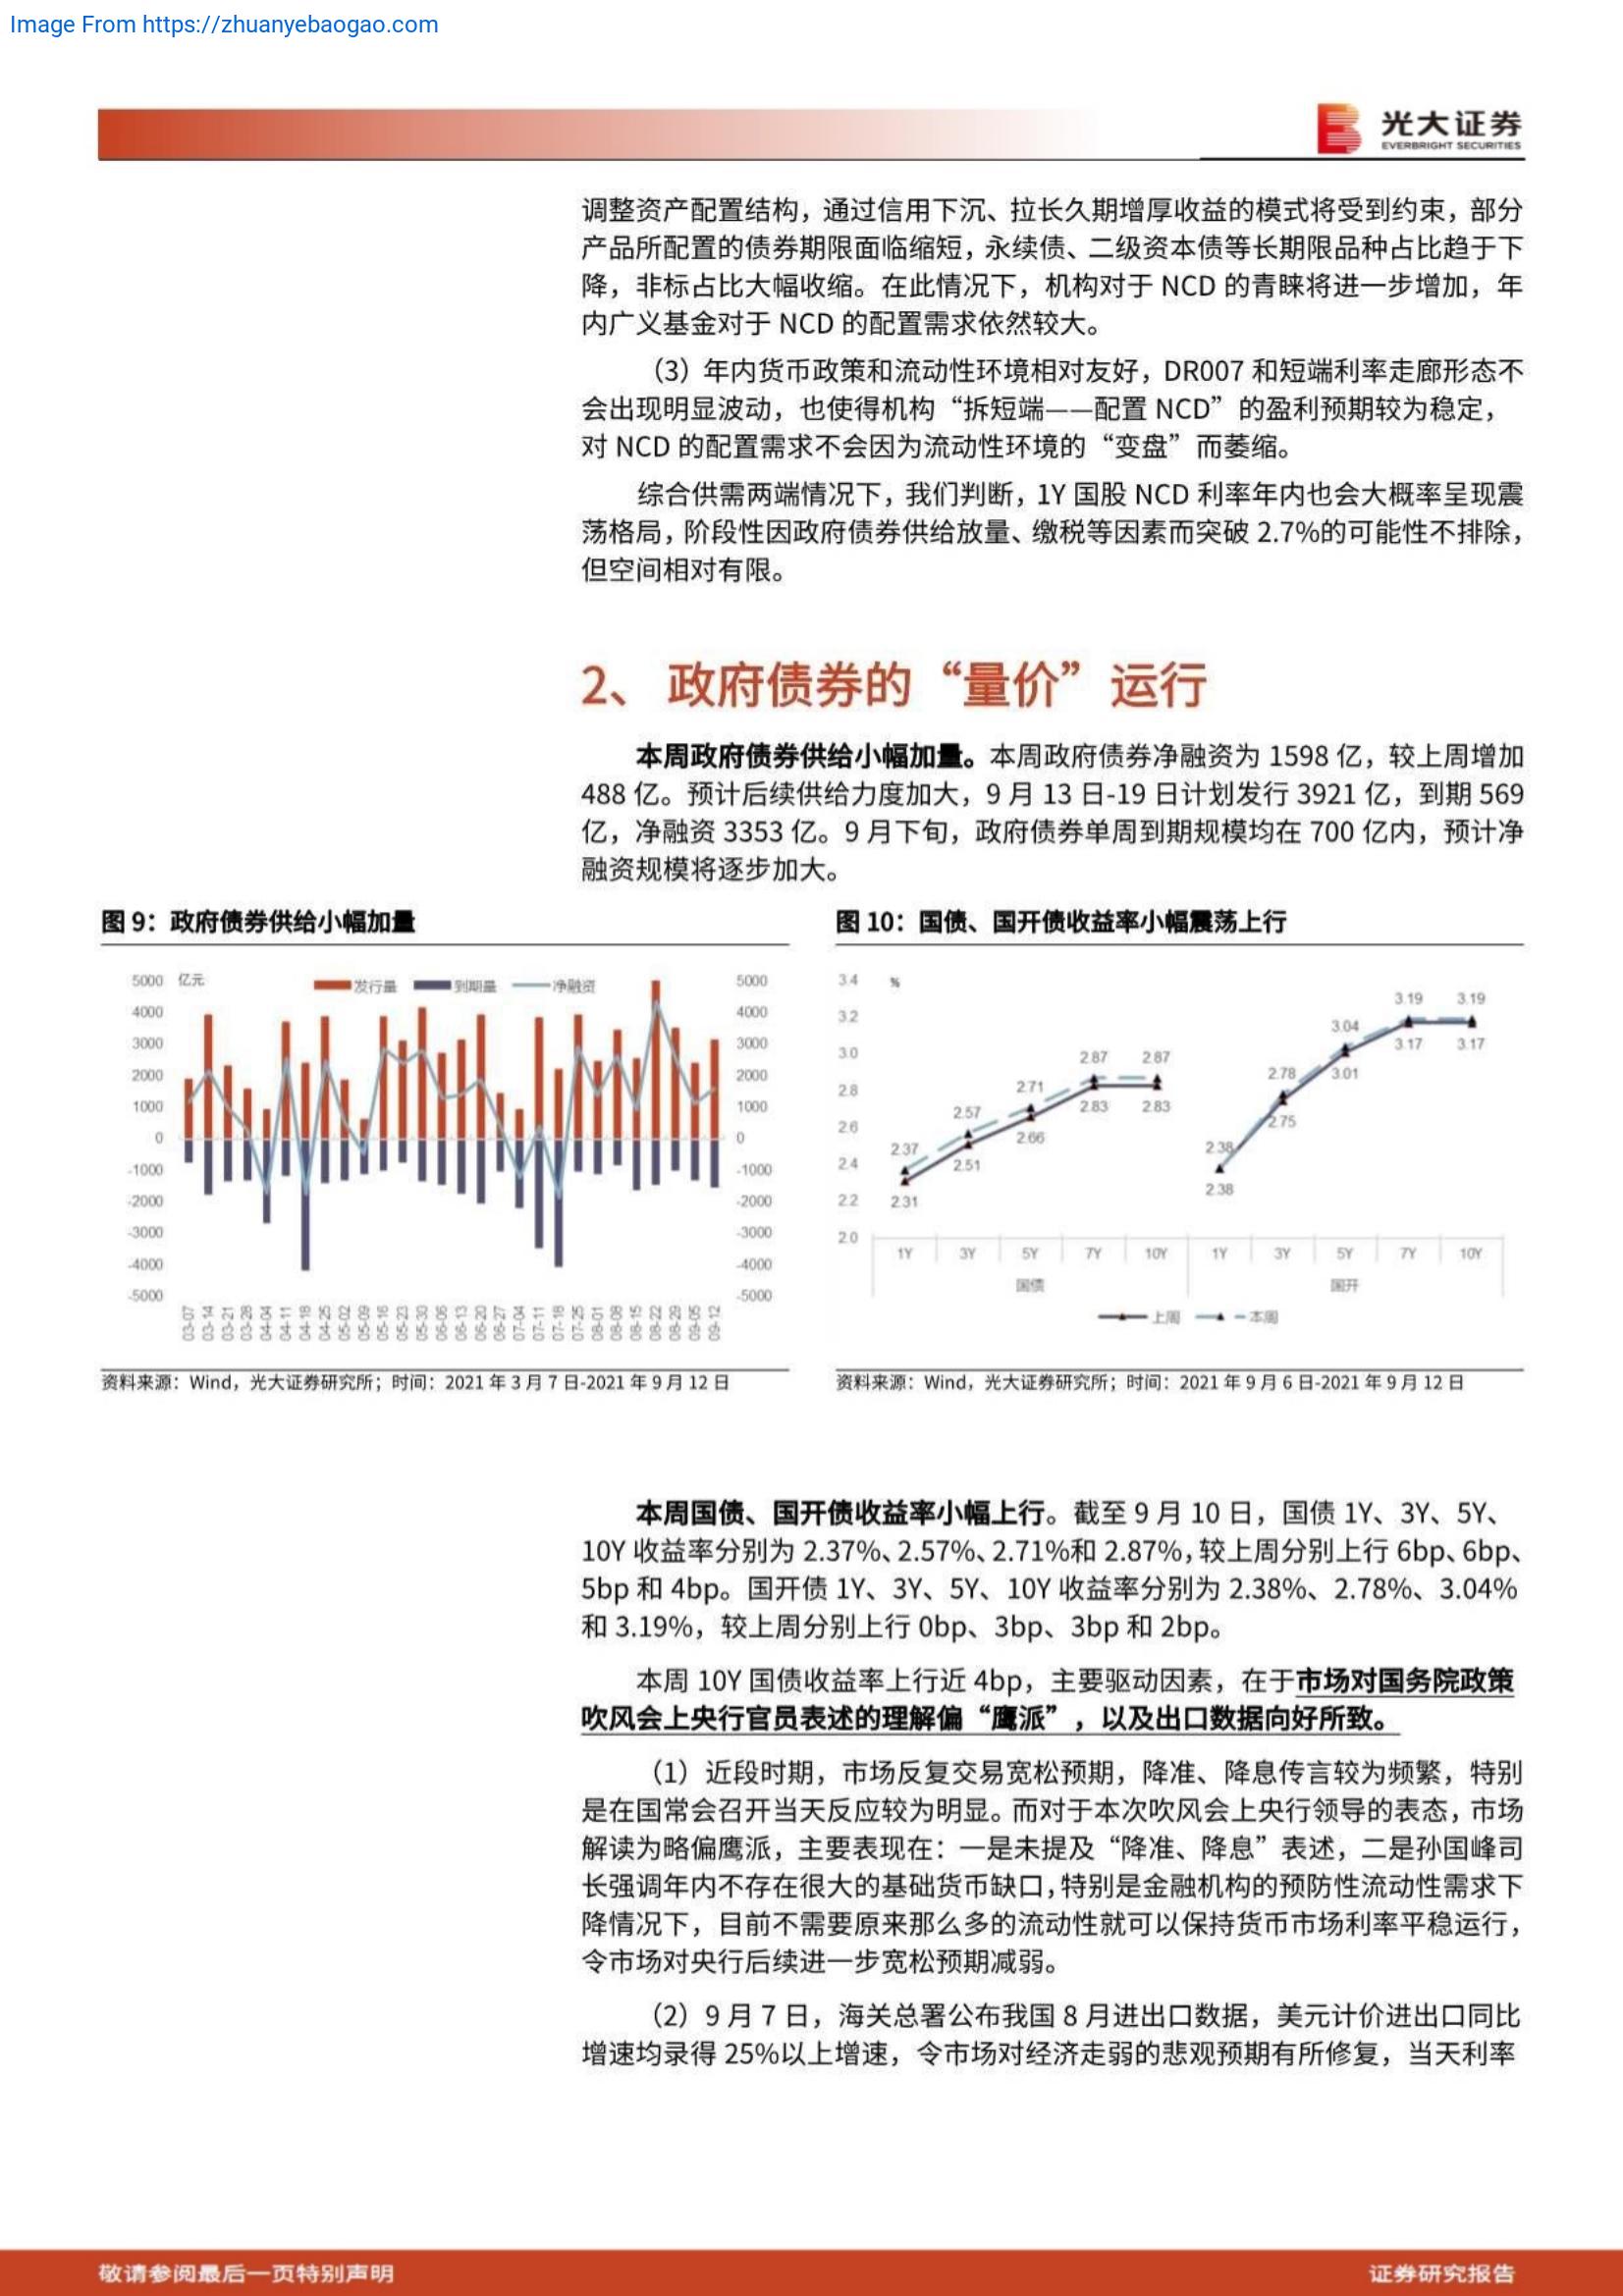 Image From https://zhuanyebaogao.com
光大证券
EVERBRIGHT SECURITIES
调整资产配置结构，通过信用下沉、拉长久期增厚收益的模式将受到约束，部分
产品所配置的债券期限面临缩短，永续债、二级资本债等长期限品种占比趋于下
降，非标占比大幅收缩。在此情况下，机构对于 NCD 的青睐将进一步增加，年
内广义基金对于 NCD 的配置需求依然较大。
（3）年内货币政策和流动性环境相对友好，DR007 和短端利率走廊形态不
会出现明显波动，也使得机构“拆短端——配置 NCD”的盈利预期较为稳定，
对 NCD 的配置需求不会因为流动性环境的“变盘”而萎缩。
综合供需两端情况下，我们判断，1Y 国股 NCD 利率年内也会大概率呈现震
荡格局，阶段性因政府债券供给放量、缴税等因素而突破 2.7%的可能性不排除，
但空间相对有限。
2、 政府债券的“量价”运行
本周政府债券供给小幅加量。本周政府债券净融资为 1598 亿，较上周增加
488 亿。预计后续供给力度加大，9 月 13 日-19 日计划发行 3921 亿，到期 569
亿，净融资 3353 亿。9 月下旬，政府债券单周到期规模均在 700 亿内，预计净
融资规模将逐步加大。
图 9：政府债券供给小幅加量
亿元
发行量 到期量 净融资
5000 5000
4000 4000
3000 3000
2000 2000
1000 1000
0 0
-1000 -1000
-2000 -2000
-3000 -3000
-4000 -4000
-5000 -5000
03-07 03-14 03-21 03-28 04-04 04-11 04-18 04-25 05-02 05-09 05-16 05-23 05-30 06-06 06-13 06-20 06-27 07-04 07-11 07-18 07-25 08-01 08-08 08-15 08-22 08-29 09-05 09-12
资料来源：Wind，光大证券研究所；时间：2021 年 3 月 7 日-2021 年 9 月 12 日
图 10：国债、国开债收益率小幅震荡上行
%
3.4
3.2
3.0
2.8
2.6
2.4
2.2
2.0
2.37 2.57 2.71 2.87 2.87 2.38 2.78 3.04 3.19 3.19
2.31 2.51 2.66 2.83 2.83 2.38 2.75 3.01 3.17 3.17
1Y 3Y 5Y 7Y 10Y 1Y 3Y 5Y 7Y 10Y
国债 国开
上周 本周
资料来源：Wind，光大证券研究所；时间：2021 年 9 月 6 日-2021 年 9 月 12 日
本周国债、国开债收益率小幅上行。截至 9 月 10 日，国债 1Y、3Y、5Y、
10Y 收益率分别为 2.37%、2.57%、2.71%和 2.87%，较上周分别上行 6bp、6bp、
5bp 和 4bp。国开债 1Y、3Y、5Y、10Y 收益率分别为 2.38%、2.78%、3.04%
和 3.19%，较上周分别上行 0bp、3bp、3bp 和 2bp。
本周 10Y 国债收益率上行近 4bp，主要驱动因素，在于市场对国务院政策
吹风会上央行官员表述的理解偏“鹰派”，以及出口数据向好所致。
（1）近段时期，市场反复交易宽松预期，降准、降息传言较为频繁，特别
是在国常会召开当天反应较为明显。而对于本次吹风会上央行领导的表态，市场
解读为略偏鹰派，主要表现在：一是未提及“降准、降息”表述，二是孙国峰司
长强调年内不存在很大的基础货币缺口，特别是金融机构的预防性流动性需求下
降情况下，目前不需要原来那么多的流动性就可以保持货币市场利率平稳运行，
令市场对央行后续进一步宽松预期减弱。
（2）9 月 7 日，海关总署公布我国 8 月进出口数据，美元计价进出口同比
增速均录得 25%以上增速，令市场对经济走弱的悲观预期有所修复，当天利率
敬请参阅最后一页特别声明
证券研究报告